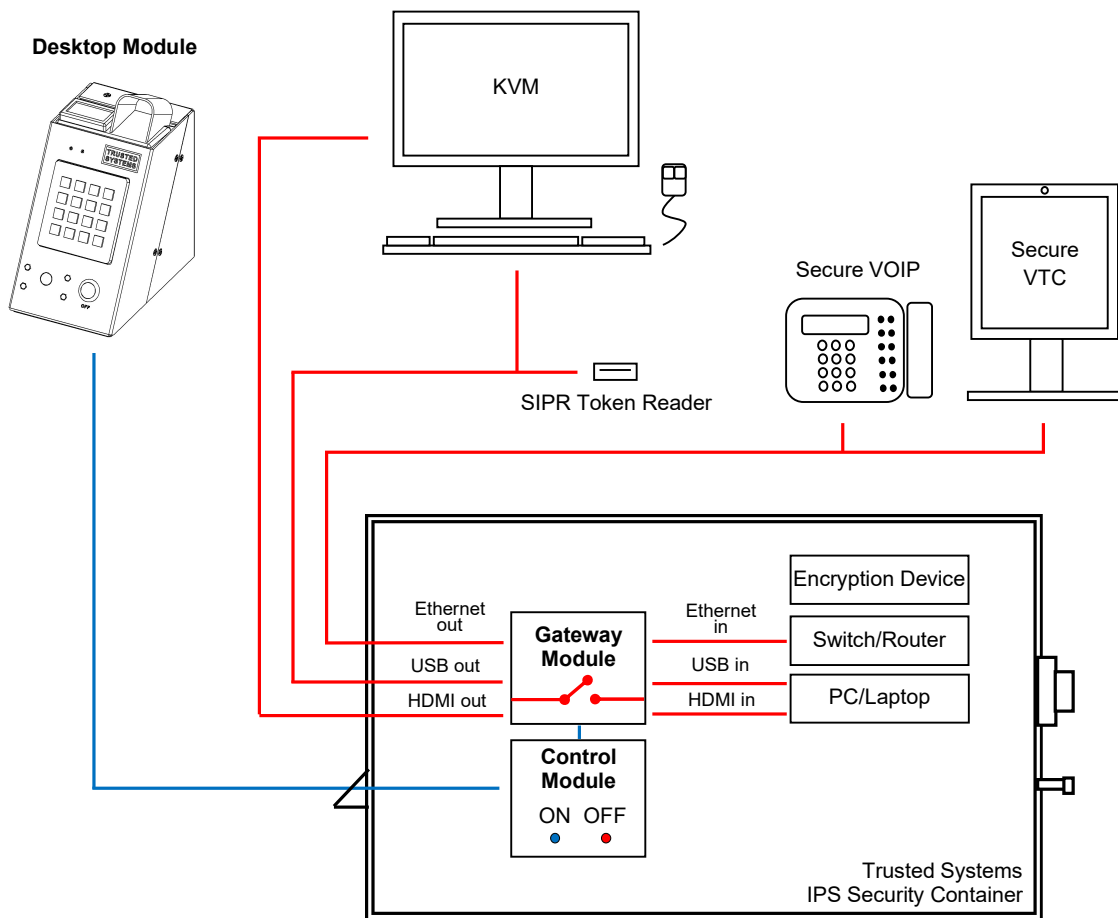 Desktop Module
TRUSTED
SYSTEMS
OFF
KVM
Secure
VTC
Secure VOIP
SIPR Token Reader
Encryption Device
Ethernet
out
Gateway
Module
Ethernet
in
Switch/Router
USB out
USB in
PC/Laptop
HDMI out
HDMI in
Control
Module
ON OFF
Trusted Systems
IPS Security Container